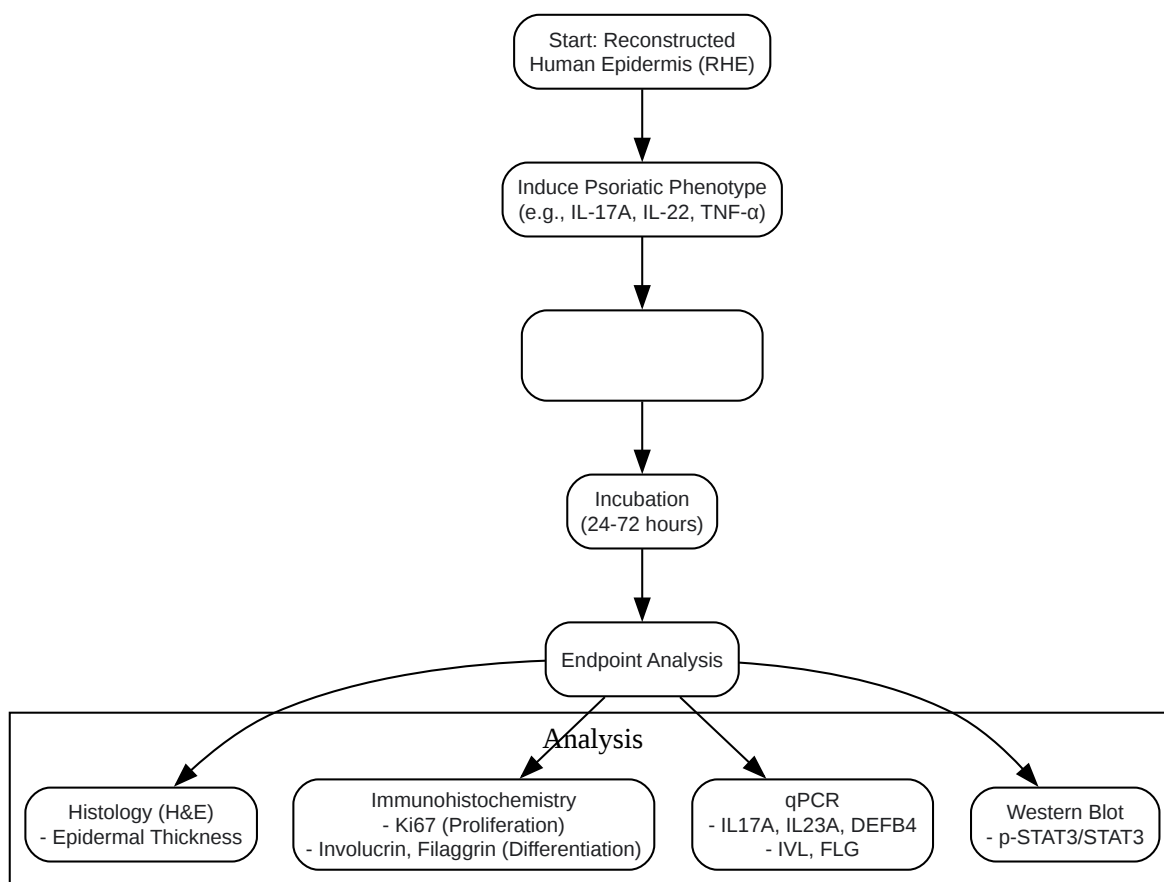 Start: Reconstructed
Human Epidermis (RHE)
Induce Psoriatic Phenotype
(e.g., IL-17A, IL-22, TNF-α)
Incubation
(24-72 hours)
Endpoint Analysis
Analysis
Histology (H&E)
- Epidermal Thickness
Immunohistochemistry
- Ki67 (Proliferation)
- Involucrin, Filaggrin (Differentiation)
qPCR
- IL17A, IL23A, DEFB4
- IVL, FLG
Western Blot
- p-STAT3/STAT3